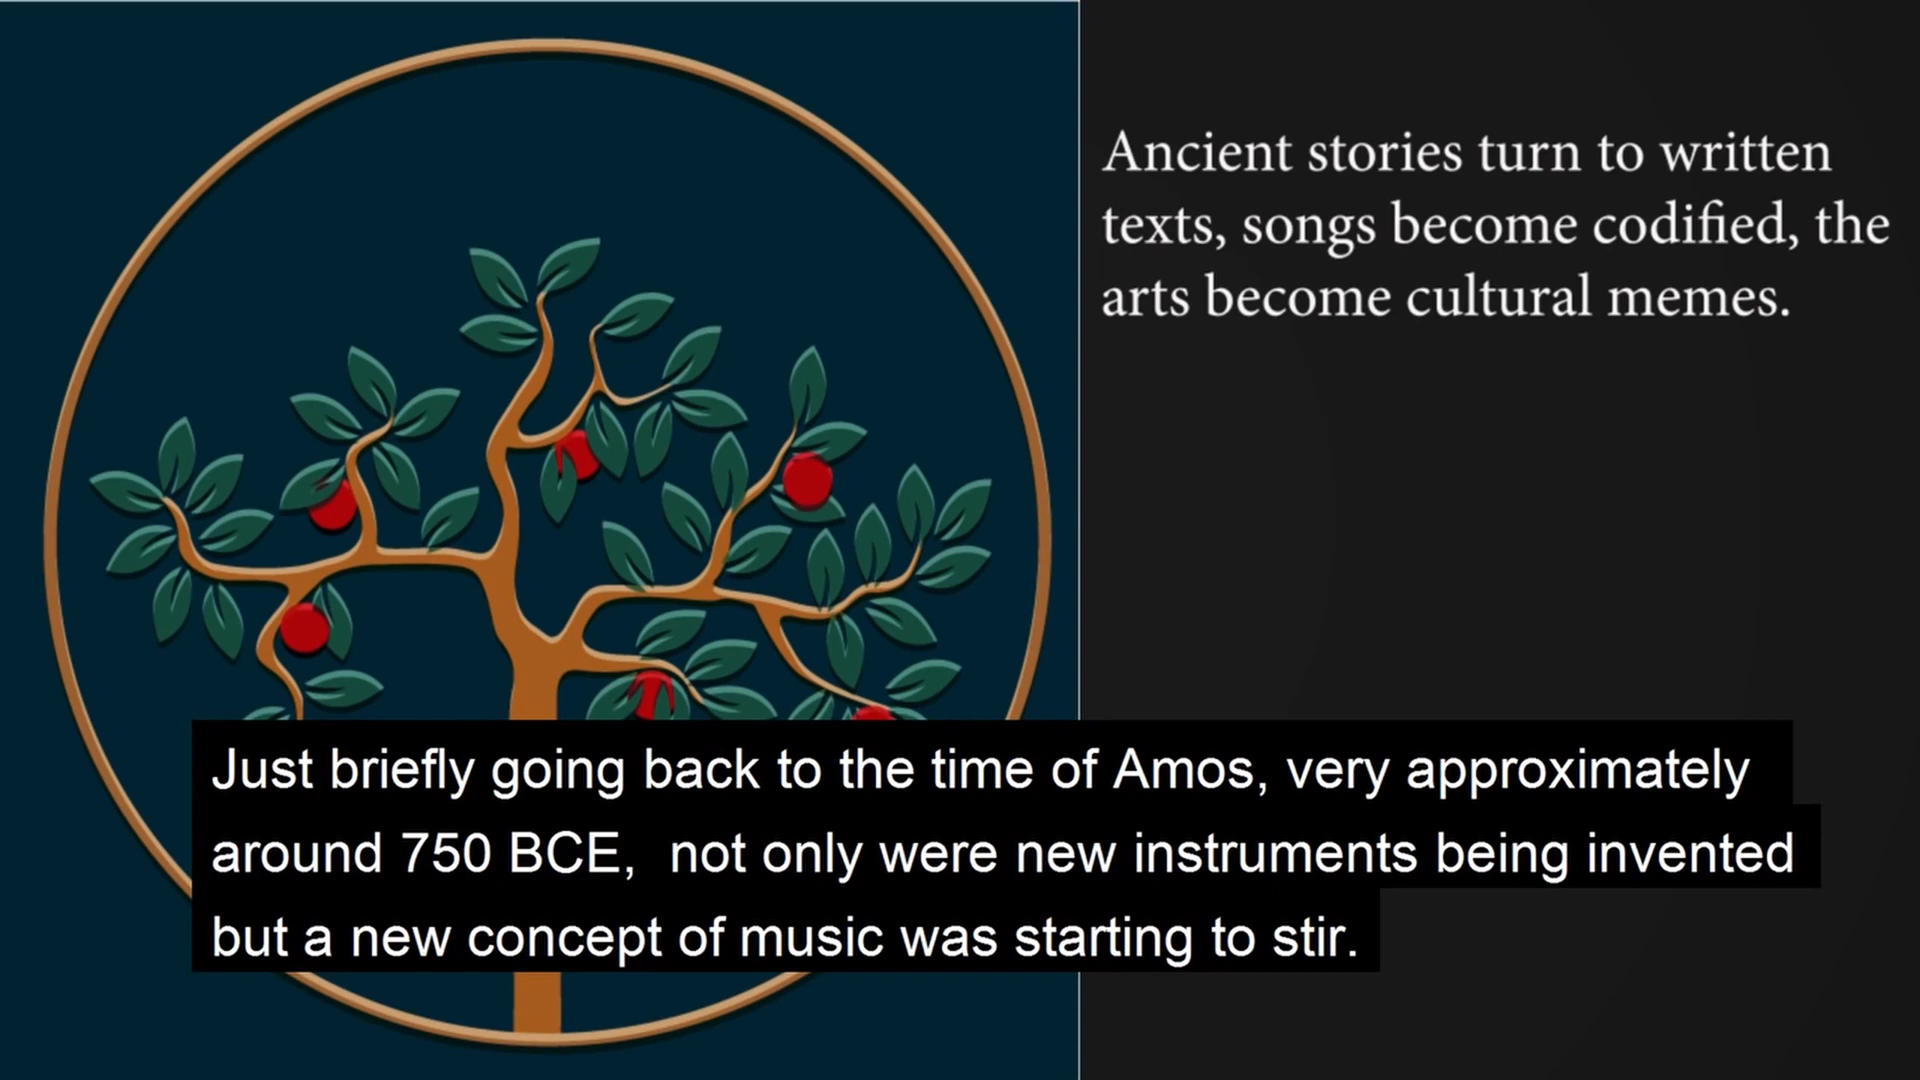 Ancient stories turn to written
texts, songs become codified, the
arts become cultural memes.
Just briefly going back to the time of Amos, very approximately
around 750 BCE,  not only were new instruments being invented
but a new concept of music was starting to stir.